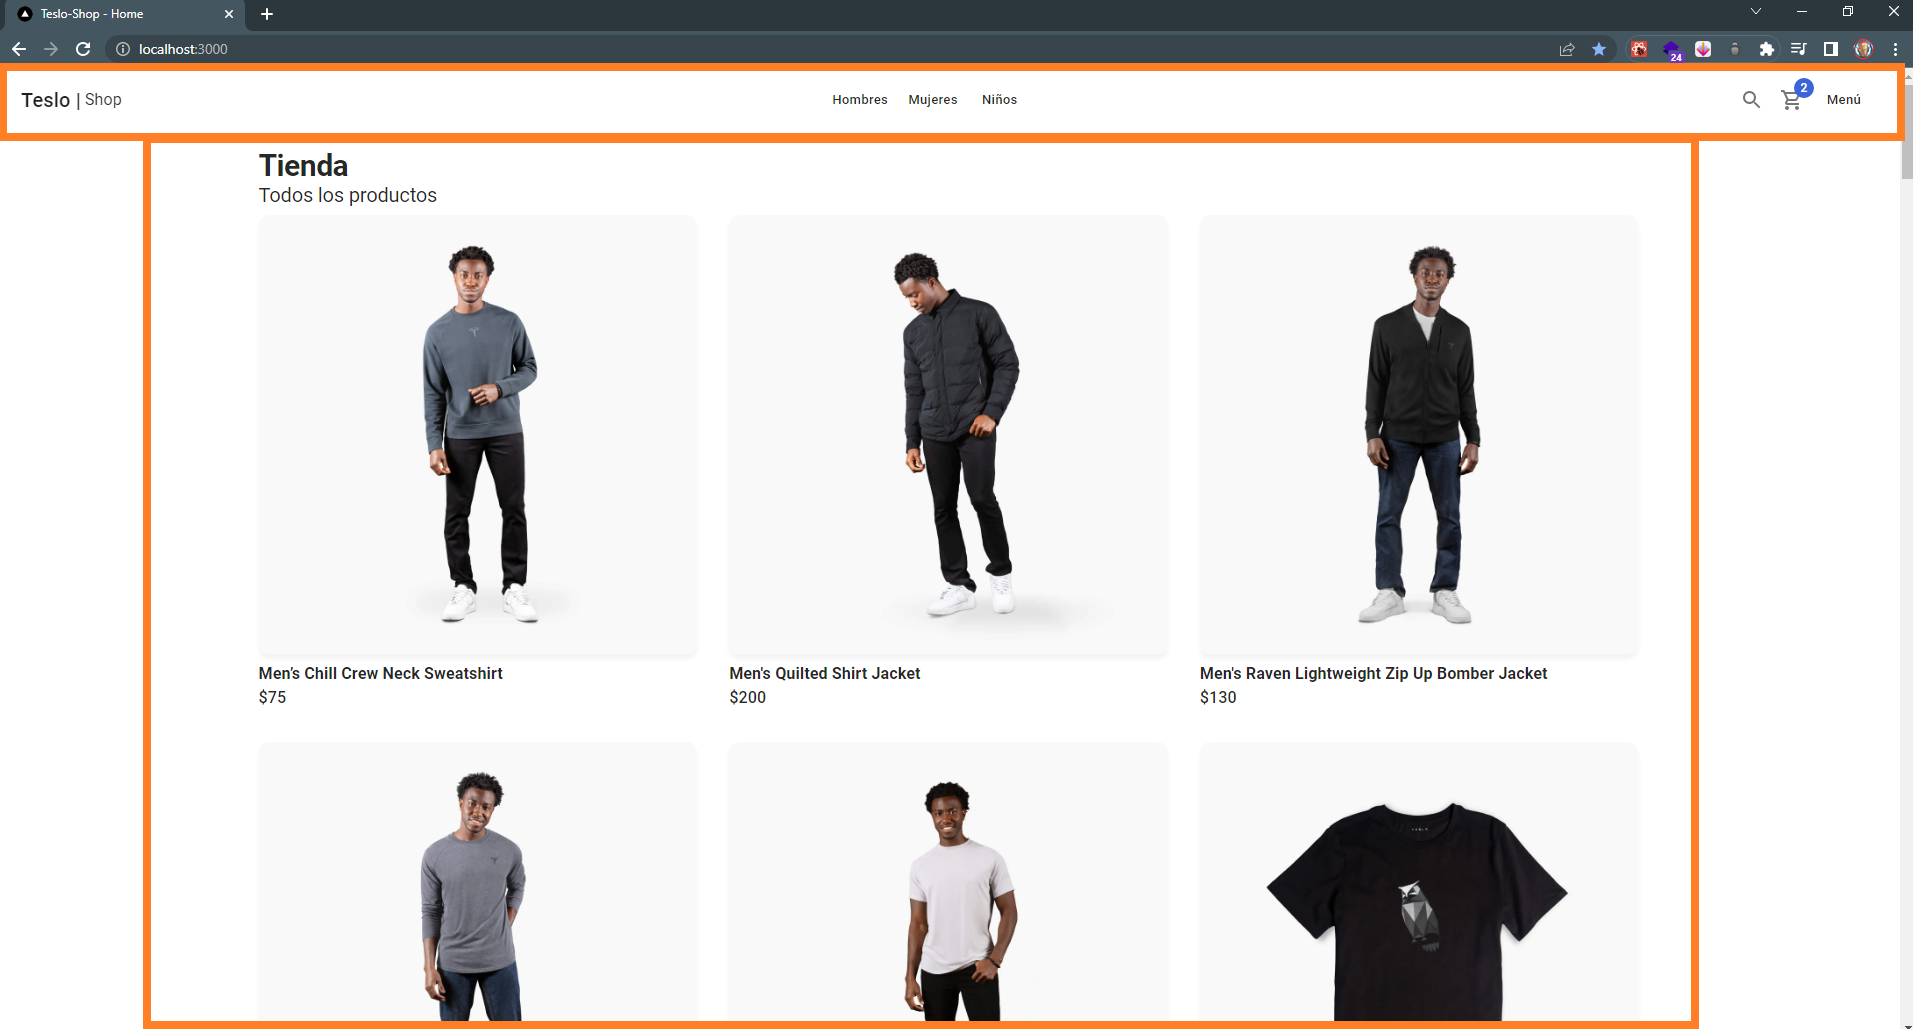 Teslo-Shop - Home
localhost:3000
24
Teslo | Shop
Hombres Mujeres Niños
2
Menú
Tienda
Todos los productos
Men’s Chill Crew Neck Sweatshirt
$75
Men's Quilted Shirt Jacket
$200
Men's Raven Lightweight Zip Up Bomber Jacket
$130